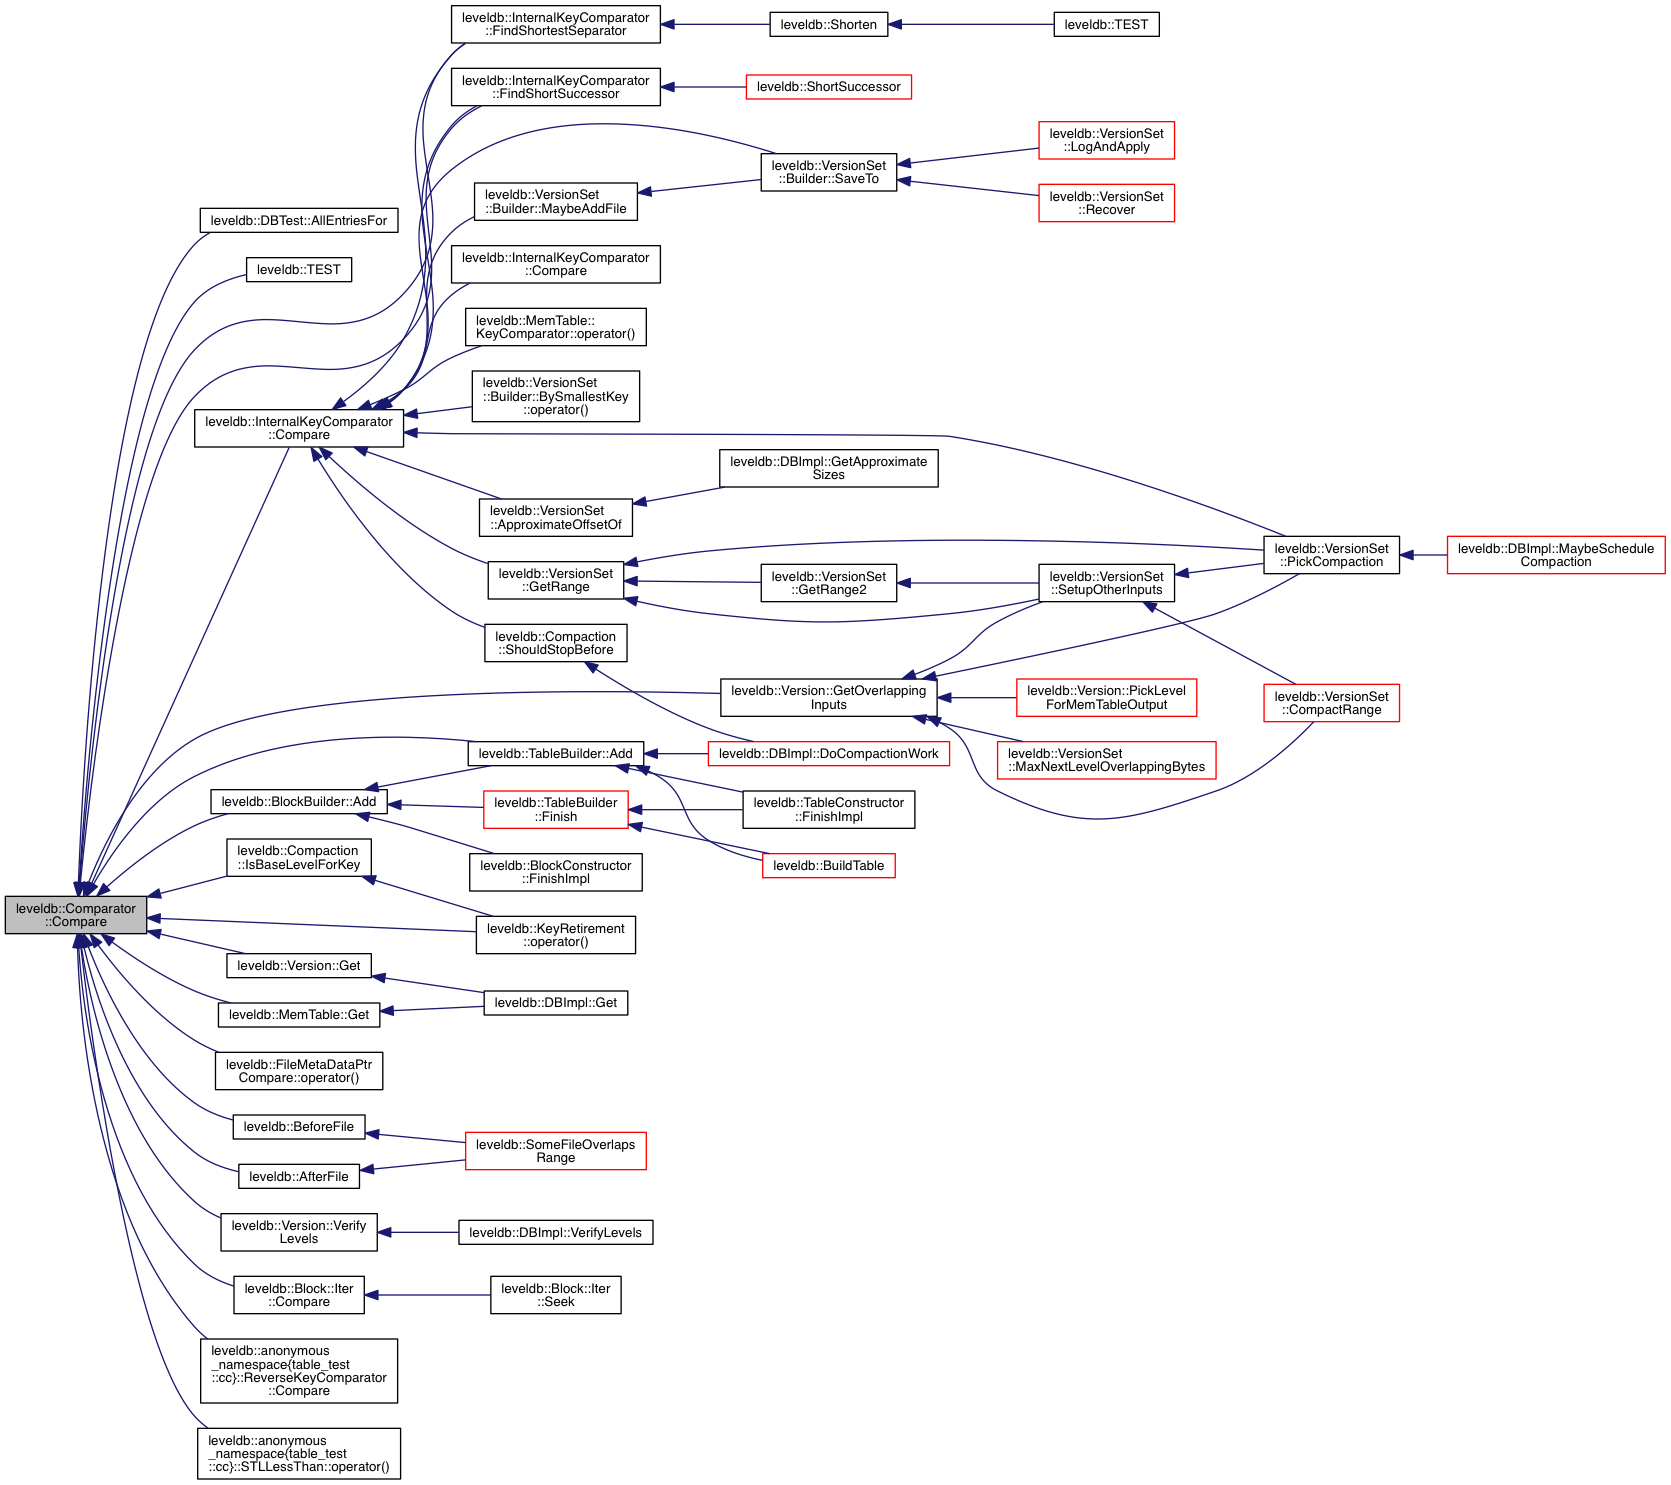 leveldb::InternalKeyComparator
::FindShortestSeparator
leveldb::Shorten
leveldb::TEST
leveldb::InternalKeyComparator
::FindShortSuccessor
leveldb::ShortSuccessor
leveldb::VersionSet
::LogAndApply
leveldb::VersionSet
::Builder::SaveTo
leveldb::VersionSet
::Recover
leveldb::VersionSet
::Builder::MaybeAddFile
leveldb::DBTest::AllEntriesFor
leveldb::TEST
leveldb::InternalKeyComparator
::Compare
leveldb::MemTable::
KeyComparator::operator()
leveldb::VersionSet
::Builder::BySmallestKey
::operator()
leveldb::InternalKeyComparator
::Compare
leveldb::DBImpl::GetApproximate
Sizes
leveldb::VersionSet
::ApproximateOffsetOf
leveldb::VersionSet
::PickCompaction
leveldb::DBImpl::MaybeSchedule
Compaction
leveldb::VersionSet
::GetRange
leveldb::VersionSet
::GetRange2
leveldb::VersionSet
::SetupOtherInputs
leveldb::Compaction
::ShouldStopBefore
leveldb::Version::GetOverlapping
Inputs
leveldb::Version::PickLevel
ForMemTableOutput
leveldb::VersionSet
::CompactRange
leveldb::TableBuilder::Add
leveldb::DBImpl::DoCompactionWork
leveldb::VersionSet
::MaxNextLevelOverlappingBytes
leveldb::BlockBuilder::Add
leveldb::TableBuilder
::Finish
leveldb::TableConstructor
::FinishImpl
leveldb::Compaction
::IsBaseLevelForKey
leveldb::BlockConstructor
::FinishImpl
leveldb::BuildTable
leveldb::Comparator
::Compare
leveldb::KeyRetirement
::operator()
leveldb::Version::Get
leveldb::DBImpl::Get
leveldb::MemTable::Get
leveldb::FileMetaDataPtr
Compare::operator()
leveldb::BeforeFile
leveldb::SomeFileOverlaps
Range
leveldb::AfterFile
leveldb::Version::Verify
Levels
leveldb::DBImpl::VerifyLevels
leveldb::Block::Iter
::Compare
leveldb::Block::Iter
::Seek
leveldb::anonymous
_namespace{table_test
::cc}::ReverseKeyComparator
::Compare
leveldb::anonymous
_namespace{table_test
::cc}::STLLessThan::operator()